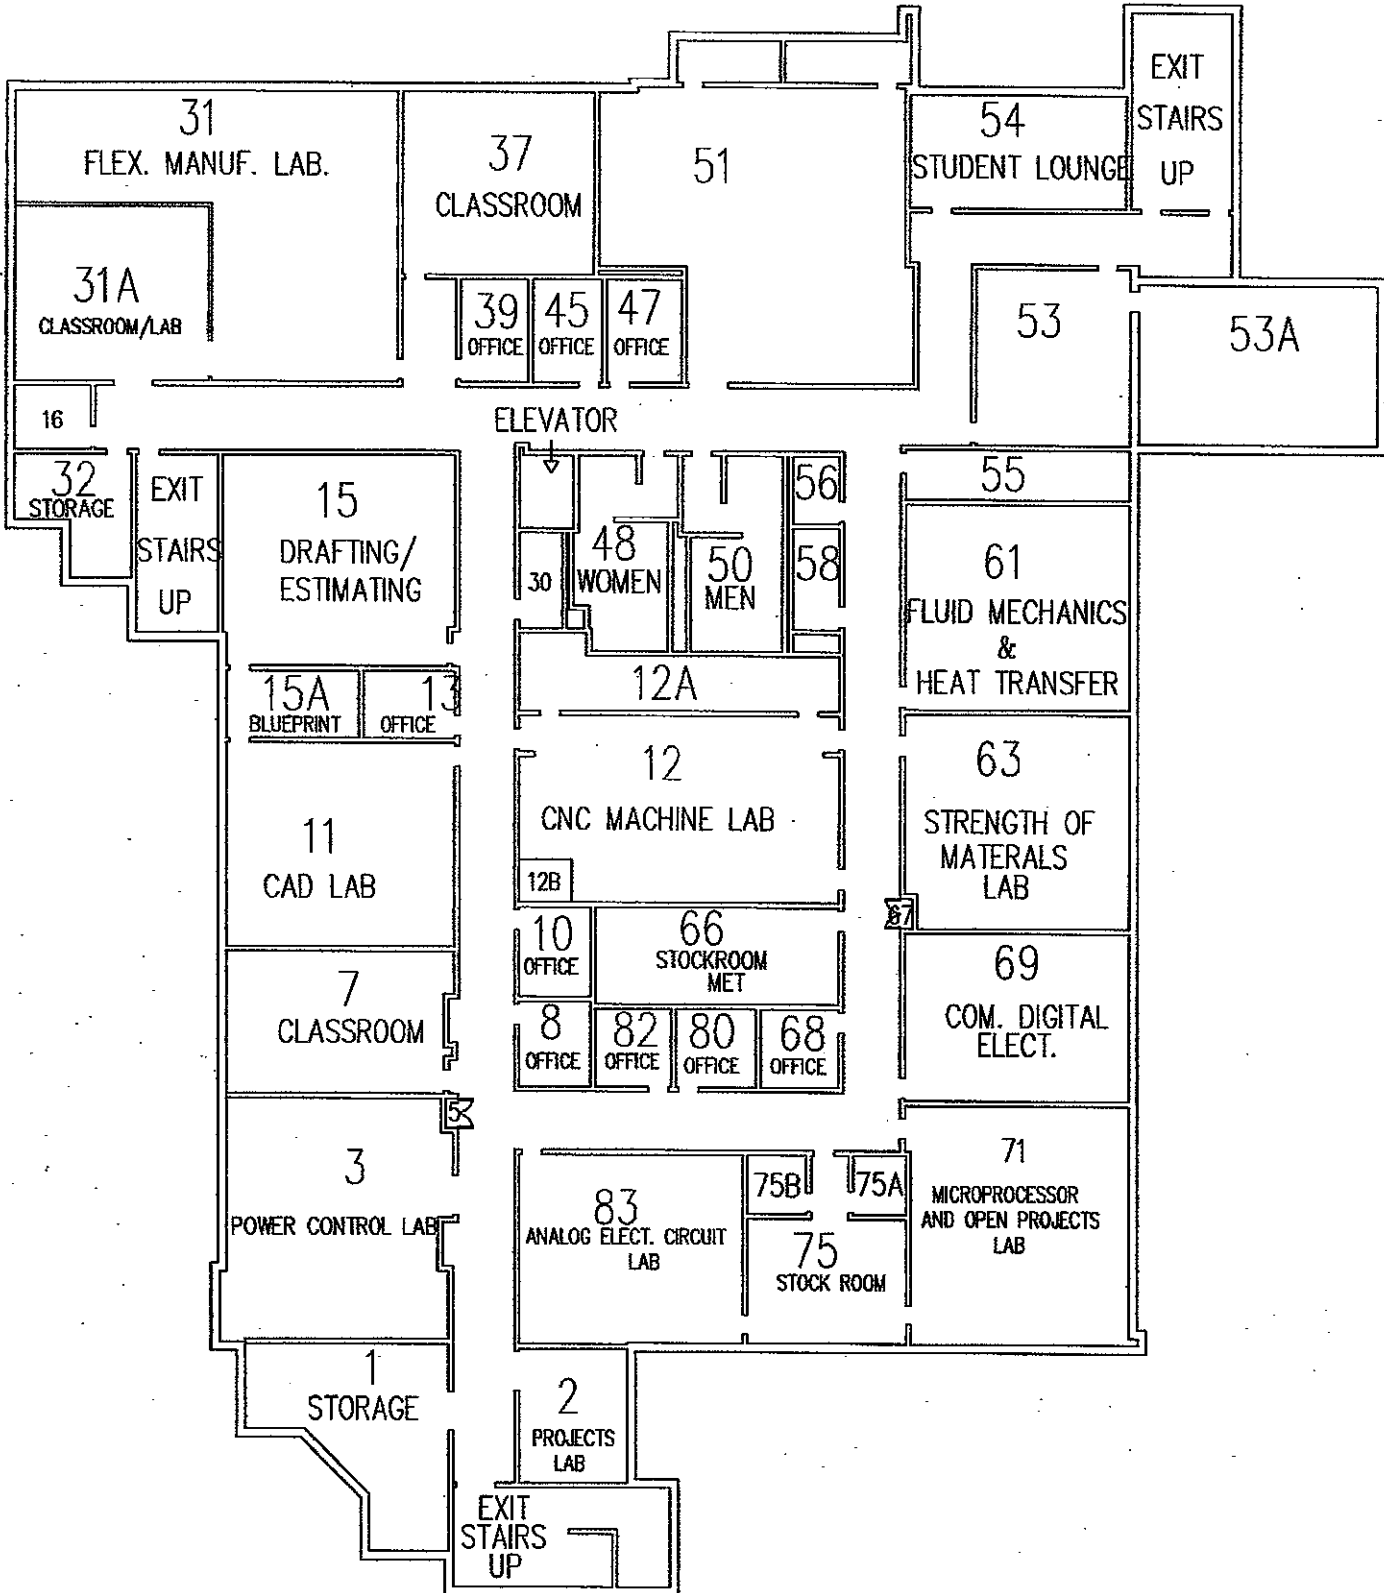 31
FLEX. MANUF. LAB.
37
CLASSROOM
51
54
STUDENT LOUNGE
EXIT
STAIRS
UP
31A
CLASSROOM/LAB
39
OFFICE
45
OFFICE
47
OFFICE
53
53A
16
ELEVATOR
32
STORAGE
EXIT
STAIRS
UP
15
DRAFTING/
ESTIMATING
30
48
WOMEN
50
MEN
56
58
55
61
FLUID MECHANICS
&
HEAT TRANSFER
15A
BLUEPRINT
13
OFFICE
12A
12
CNC MACHINE LAB
12B
63
STRENGTH OF
MATERALS
LAB
11
CAD LAB
67
10
OFFICE
66
STOCKROOM
MET
69
COM. DIGITAL
ELECT.
7
CLASSROOM
8
OFFICE
82
OFFICE
80
OFFICE
68
OFFICE
5
3
POWER CONTROL LAB
83
ANALOG ELECT. CIRCUIT
LAB
75B
75A
75
STOCK ROOM
71
MICROPROCESSOR
AND OPEN PROJECTS
LAB
1
STORAGE
2
PROJECTS
LAB
EXIT
STAIRS
UP